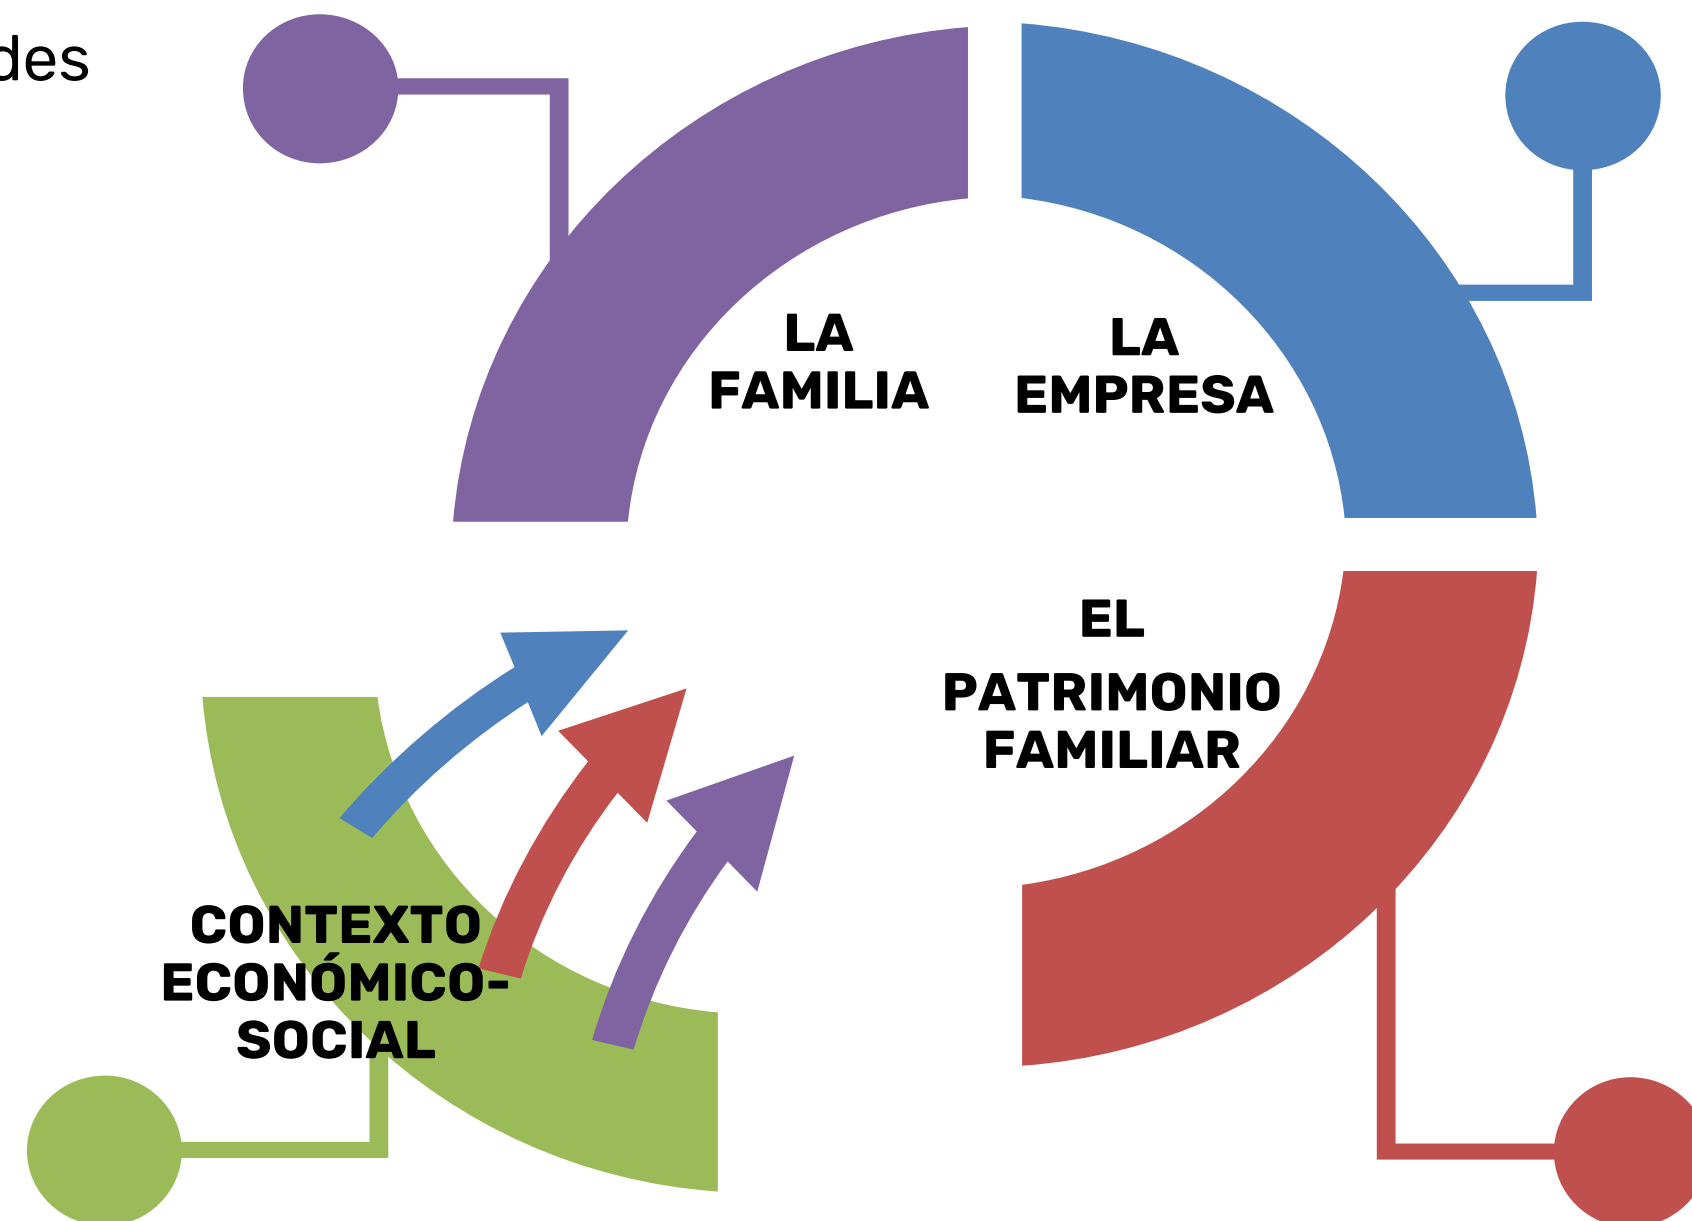 des
LA
FAMILIA
LA
EMPRESA
EL
PATRIMONIO
FAMILIAR
CONTEXTO
ECONÓMICO-
SOCIAL